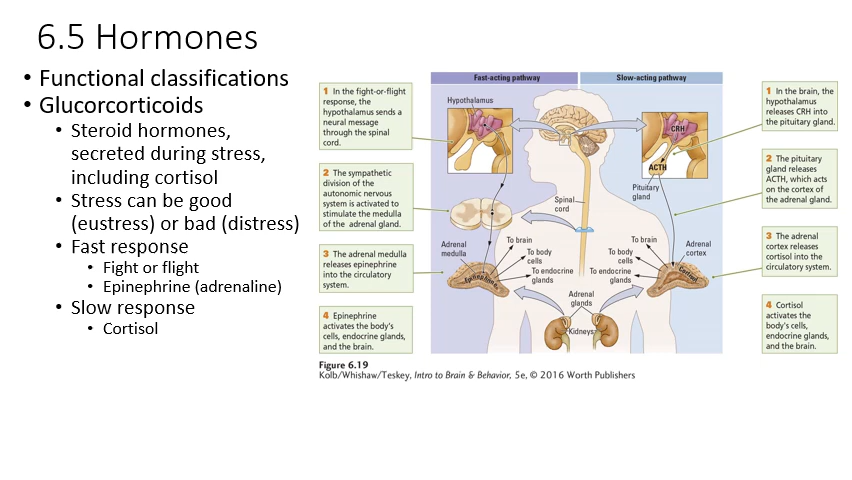 6.5 Hormones
• Functional classifications
• Glucorcorticoids
• Steroid hormones,
secreted during stress,
including cortisol
• Stress can be good
(eustress) or bad (distress)
• Fast response
• Fight or flight
• Epinephrine (adrenaline)
• Slow response
• Cortisol
Fast-acting pathway
Slow-acting pathway
1 In the fight-or-flight
response, the
hypothalamus sends a
neural message
through the spinal
cord.
2 The sympathetic
division of the
autonomic nervous
system is activated to
stimulate the medulla
of the adrenal gland.
3 The adrenal medulla
releases epinephrine
into the circulatory
system.
4 Epinephrine
activates the body's
cells, endocrine glands,
and the brain.
Hypothalamus
Spinal
cord
Adrenal
medulla
To brain
To body
cells
To endocrine
glands
Epinephrine
Adrenal
glands
Kidneys
CRH
ACTH
Pituitary
gland
To brain
To body
cells
To endocrine
glands
Adrenal
cortex
Cortisol
1 In the brain, the
hypothalamus
releases CRH into
the pituitary gland.
2 The pituitary
gland releases
ACTH, which acts
on the cortex of
the adrenal gland.
3 The adrenal
cortex releases
cortisol into the
circulatory system.
4 Cortisol
activates the
body's cells,
endocrine glands,
and the brain.
Figure 6.19
Kolb/Whishaw/Teskey, Intro to Brain & Behavior, 5e, © 2016 Worth Publishers